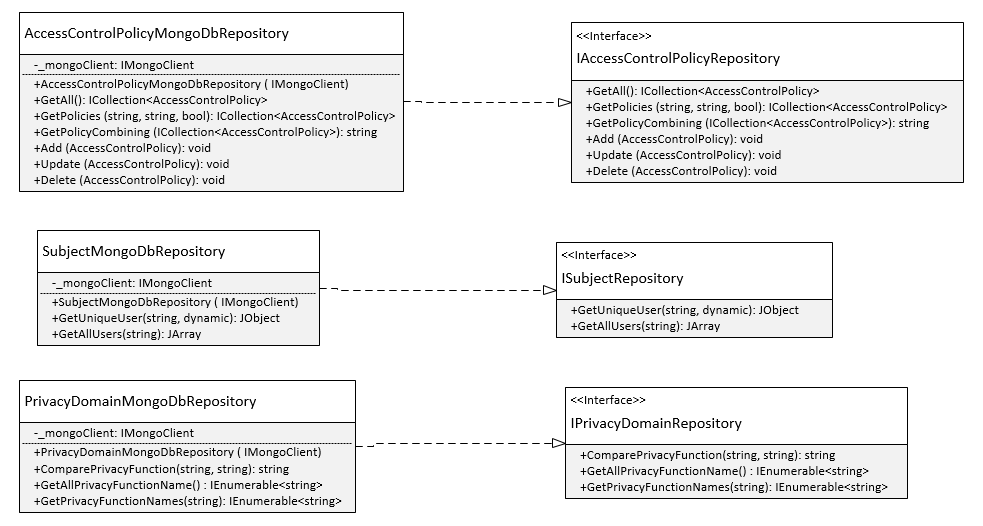 AccessControlPolicyMongoDbRepository
-_mongoClient: IMongoClient
+AccessControlPolicyMongoDbRepository ( IMongoClient)
+GetAll(): ICollection<AccessControlPolicy>
+GetPolicies (string, string, bool): ICollection<AccessControlPolicy>
+GetPolicyCombining (ICollection<AccessControlPolicy>): string
+Add (AccessControlPolicy): void
+Update (AccessControlPolicy): void
+Delete (AccessControlPolicy): void
<<Interface>>
IAccessControlPolicyRepository
+GetAll(): ICollection<AccessControlPolicy>
+GetPolicies (string, string, bool): ICollection<AccessControlPolicy>
+GetPolicyCombining (ICollection<AccessControlPolicy>): string
+Add (AccessControlPolicy): void
+Update (AccessControlPolicy): void
+Delete (AccessControlPolicy): void
SubjectMongoDbRepository
-_mongoClient: IMongoClient
+SubjectMongoDbRepository ( IMongoClient)
+GetUniqueUser(string, dynamic): JObject
+GetAllUsers(string): JArray
<<Interface>>
ISubjectRepository
+GetUniqueUser(string, dynamic): JObject
+GetAllUsers(string): JArray
PrivacyDomainMongoDbRepository
-_mongoClient: IMongoClient
+PrivacyDomainMongoDbRepository ( IMongoClient)
+ComparePrivacyFunction(string, string): string
+GetAllPrivacyFunctionName() : IEnumerable<string>
+GetPrivacyFunctionNames(string): IEnumerable<string>
<<Interface>>
IPrivacyDomainRepository
+ComparePrivacyFunction(string, string): string
+GetAllPrivacyFunctionName() : IEnumerable<string>
+GetPrivacyFunctionNames(string): IEnumerable<string>